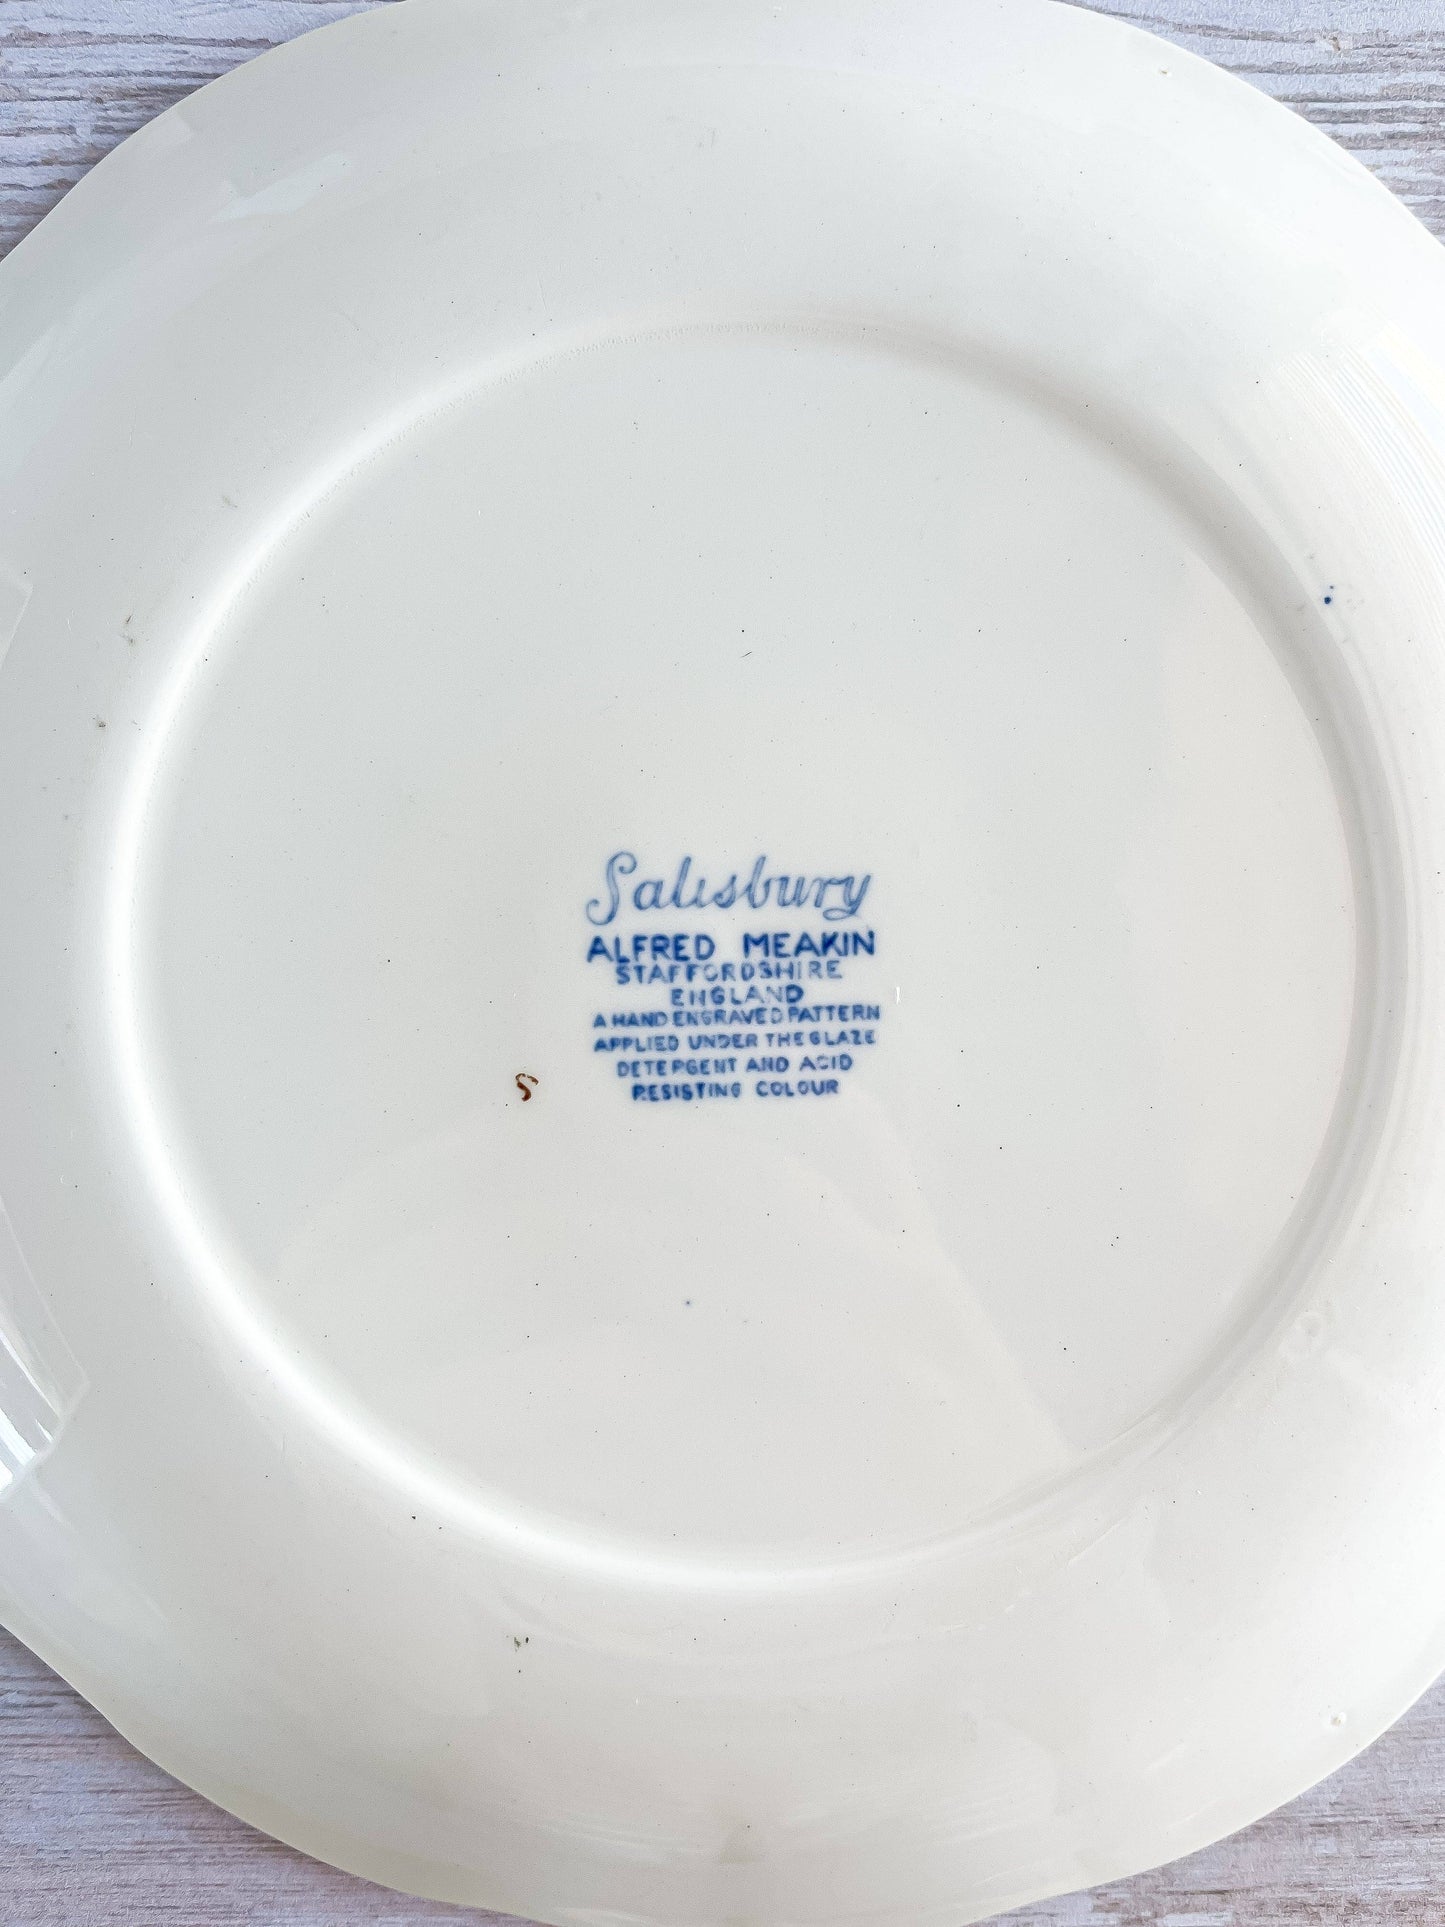 Salisbury
ALFRED MEAKIN
STAFFORDSHIRE
ENGLAND
A HAND ENGRAVED PATTERN
APPLIED UNDER THE GLAZE
DETERGENT AND ACID
RESISTING COLOUR
S